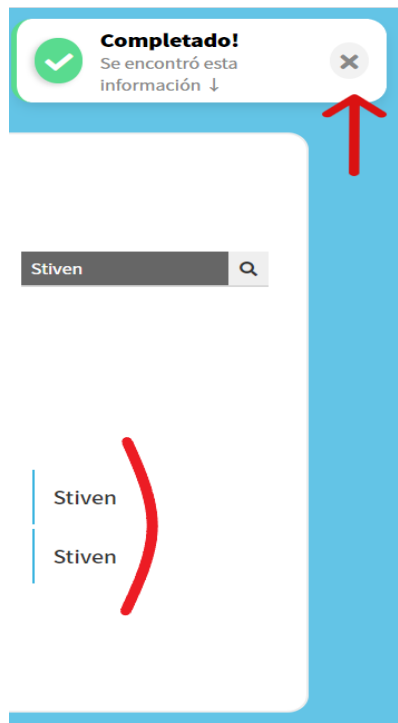 Completado!
Se encontró esta
información ↓
Stiven
Stiven
Stiven